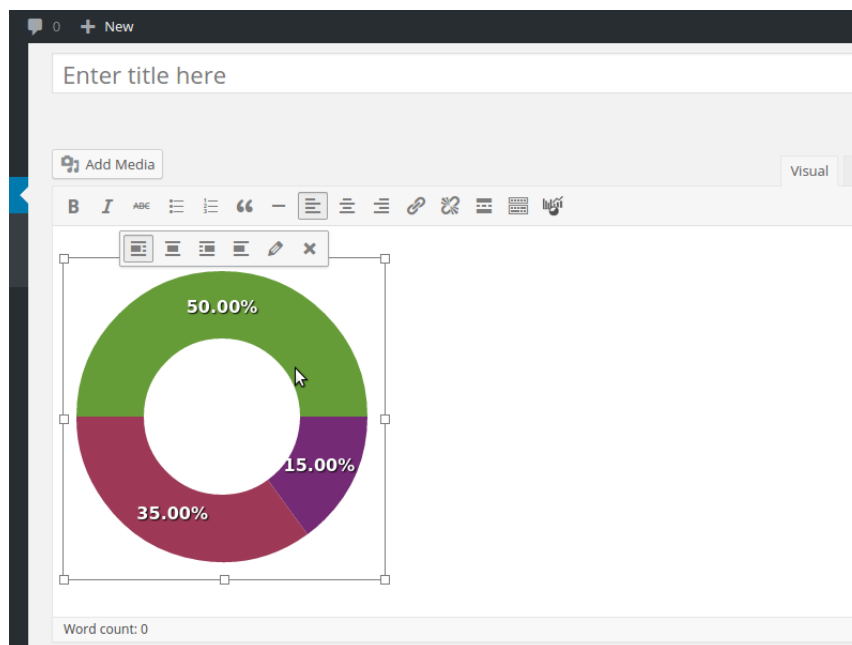 0 New
Enter title here
Add Media
Visual
B I ABC
50.00%
15.00%
35.00%
Word count: 0